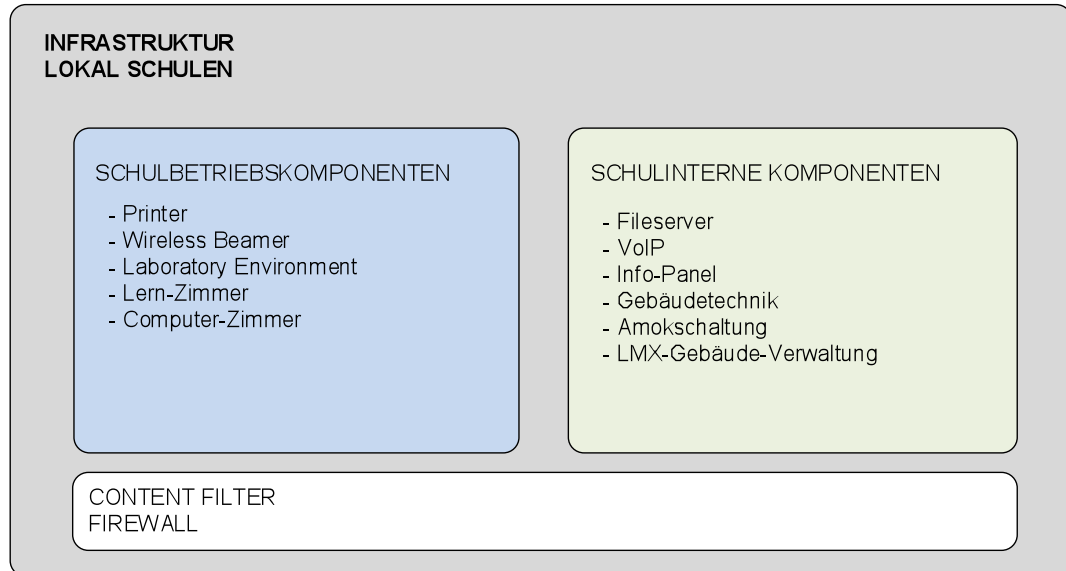 INFRASTRUKTUR
LOKAL SCHULEN
SCHULBETRIEBSKOMPONENTEN
- Printer
- Wireless Beamer
- Laboratory Environment
- Lern-Zimmer
- Computer-Zimmer
SCHULINTERNE KOMPONENTEN
- Fileserver
- VoIP
- Info-Panel
- Gebäudetechnik
- Amokschaltung
- LMX-Gebäude-Verwaltung
CONTENT FILTER
FIREWALL